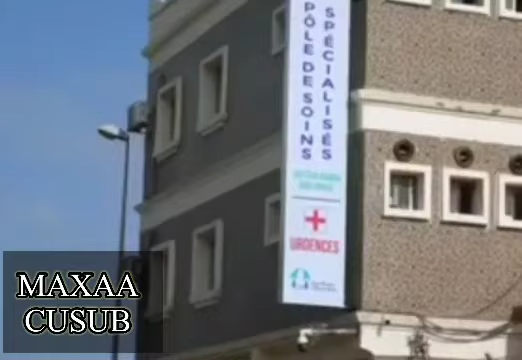 PÔLE DE SOINS
SPÉCIALISÉS
URGENCES
MAXAA
CUSUB